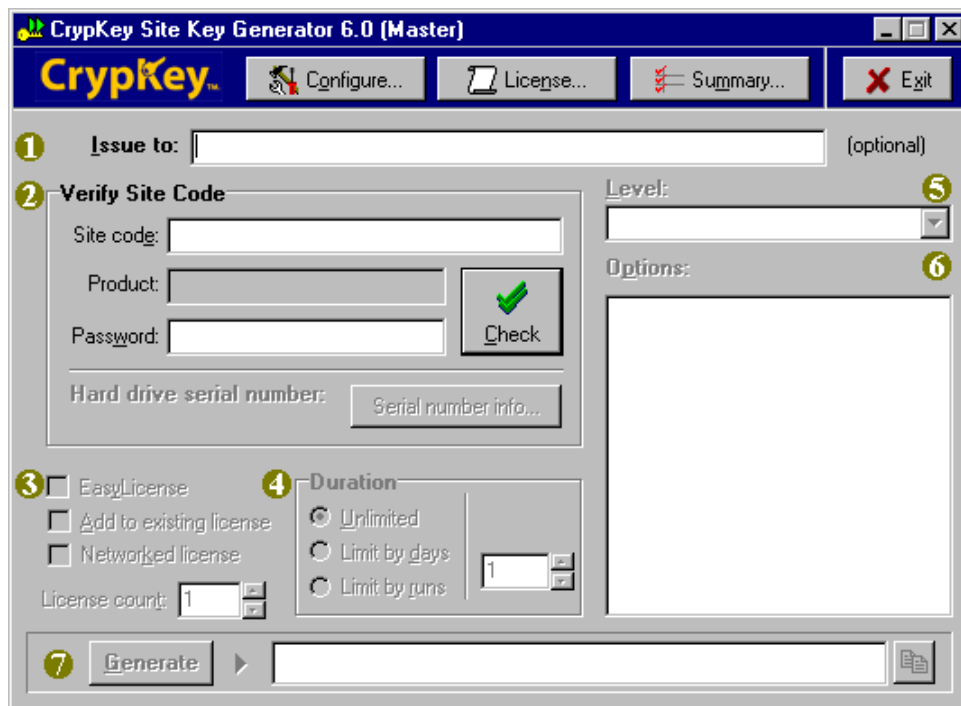 CrypKey Site Key Generator 6.0 (Master)
CrypKey™ Configure... License... Summary... Exit
1 Issue to: (optional)
2 Verify Site Code
Level: 5
Site code:
Options: 6
Product:
Password:
Check
Hard drive serial number: Serial number info...
3 EasyLicense
4 Duration
Add to existing license
Unlimited
Networked license
Limit by days
1
Limit by runs
License count: 1
7 Generate